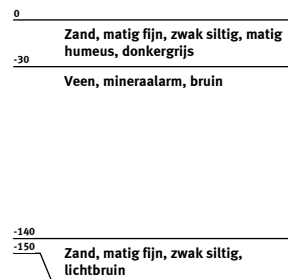 0
Zand, matig fijn, zwak siltig, matig
humeus, donkergrijs
-30
Veen, mineraalarm, bruin
-140
-150
Zand, matig fijn, zwak siltig,
lichtbruin